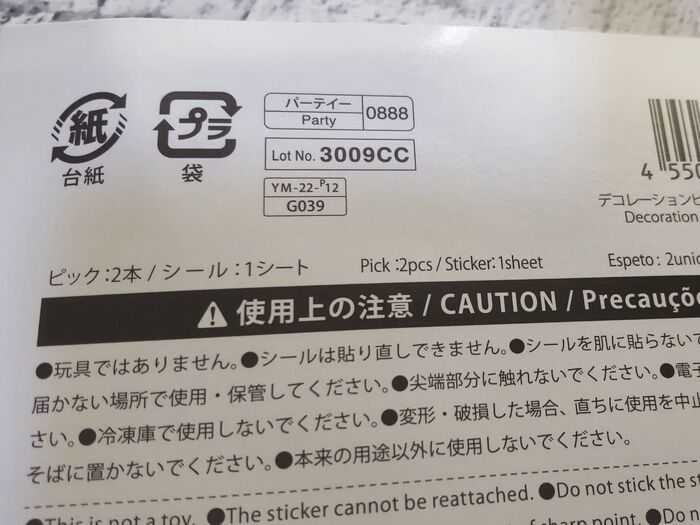 紙
台紙
プラ
袋
パーティー 0888
Party
Lot No. 3009CC
YM-22-P12
G039
4 550
デコレーションピ
Decoration
ピック:2本 / シール:1シート Pick :2pcs / Sticker:1sheet Espeto: 2unid
使用上の注意 / CAUTION / Precauçõ
●玩具ではありません。●シールは貼り直しできません。●シールを肌に貼らないで
届かない場所で使用・保管してください。●尖端部分に触れないでください。●電子
さい。●冷凍庫で使用しないでください。●変形・破損した場合、直ちに使用を中止
そばに置かないでください。●本来の用途以外に使用しないでください。
●This is not a toy. ●The sticker cannot be reattached. ●Do not stick the st
f sharp point. ●Do n